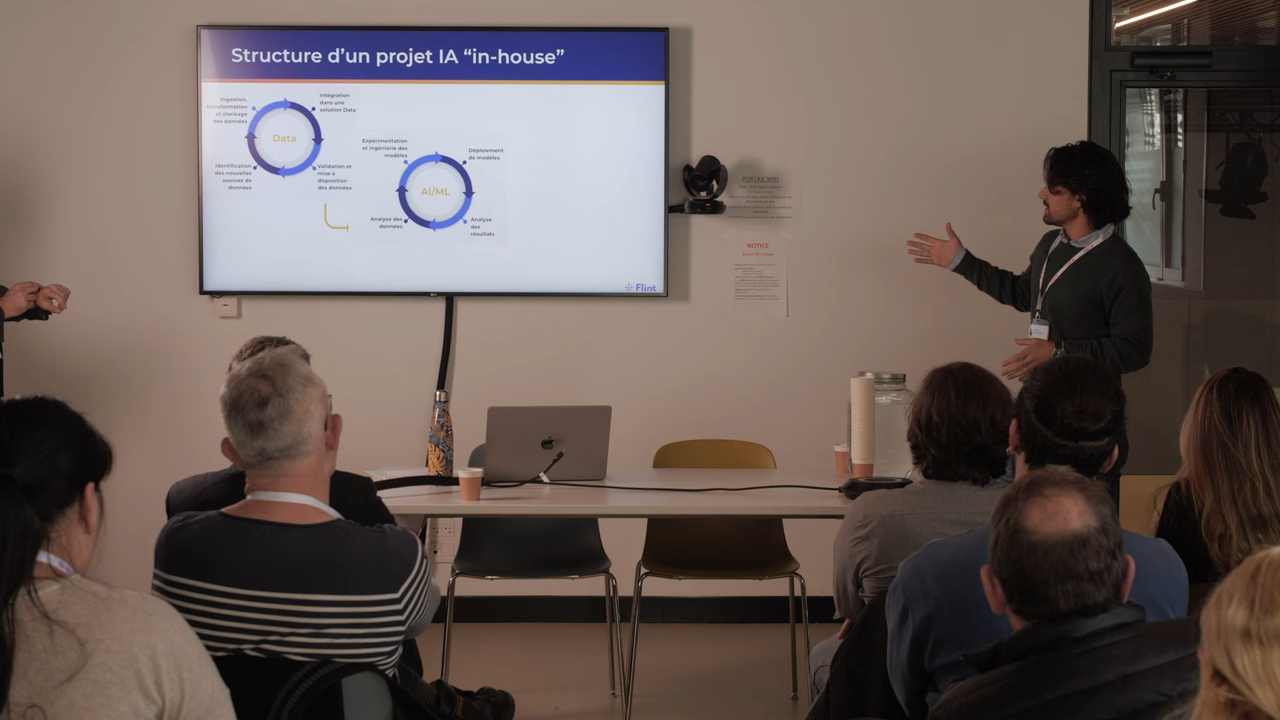 Structure d'un projet IA “in-house”
Ingestion,
transformation
et stockage
des données
Intégration
dans une
solution Data
Data
Identification
des nouvelles
sources de
données
Validation et
mise à
disposition
des données
Expérimentation
et ingénierie des
modèles
Déploiement
de modèles
AI/ML
Analyse des
données
Analyse
des
résultats
Flint
PORTAIL WIFI
NOTICE